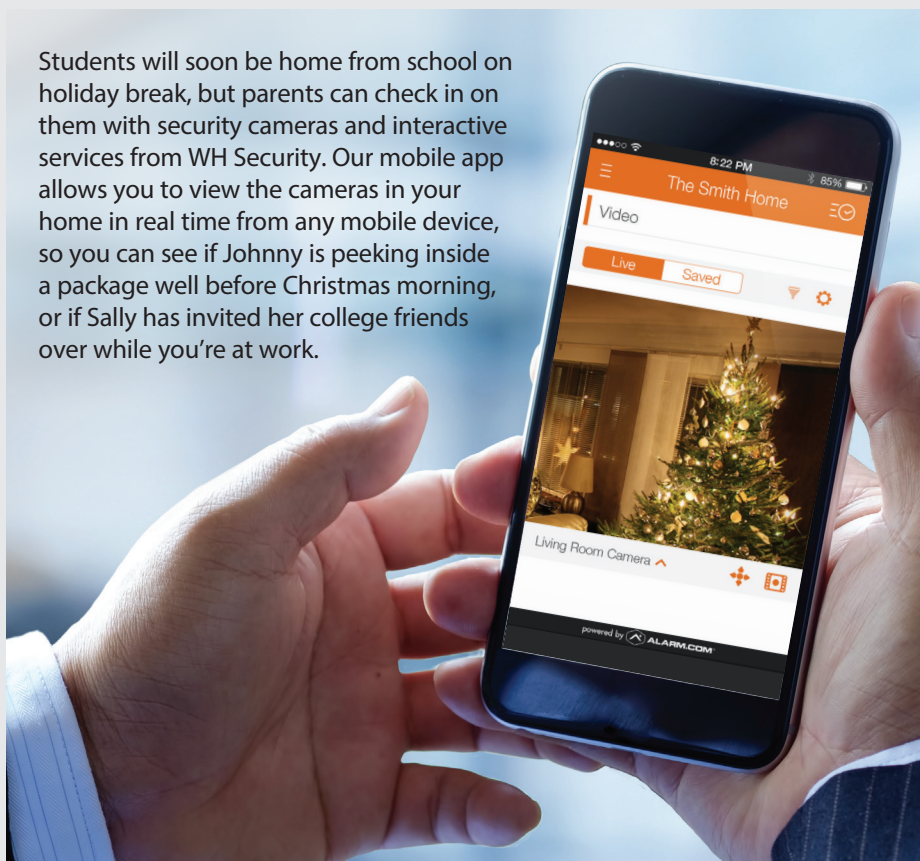 Students will soon be home from school on
holiday break, but parents can check in on
them with security cameras and interactive
services from WH Security. Our mobile app
allows you to view the cameras in your
home in real time from any mobile device,
so you can see if Johnny is peeking inside
a package well before Christmas morning,
or if Sally has invited her college friends
over while you're at work.
8:22 PM
85%
The Smith Home
Video
Live Saved
Living Room Camera
powered by ALARM.COM